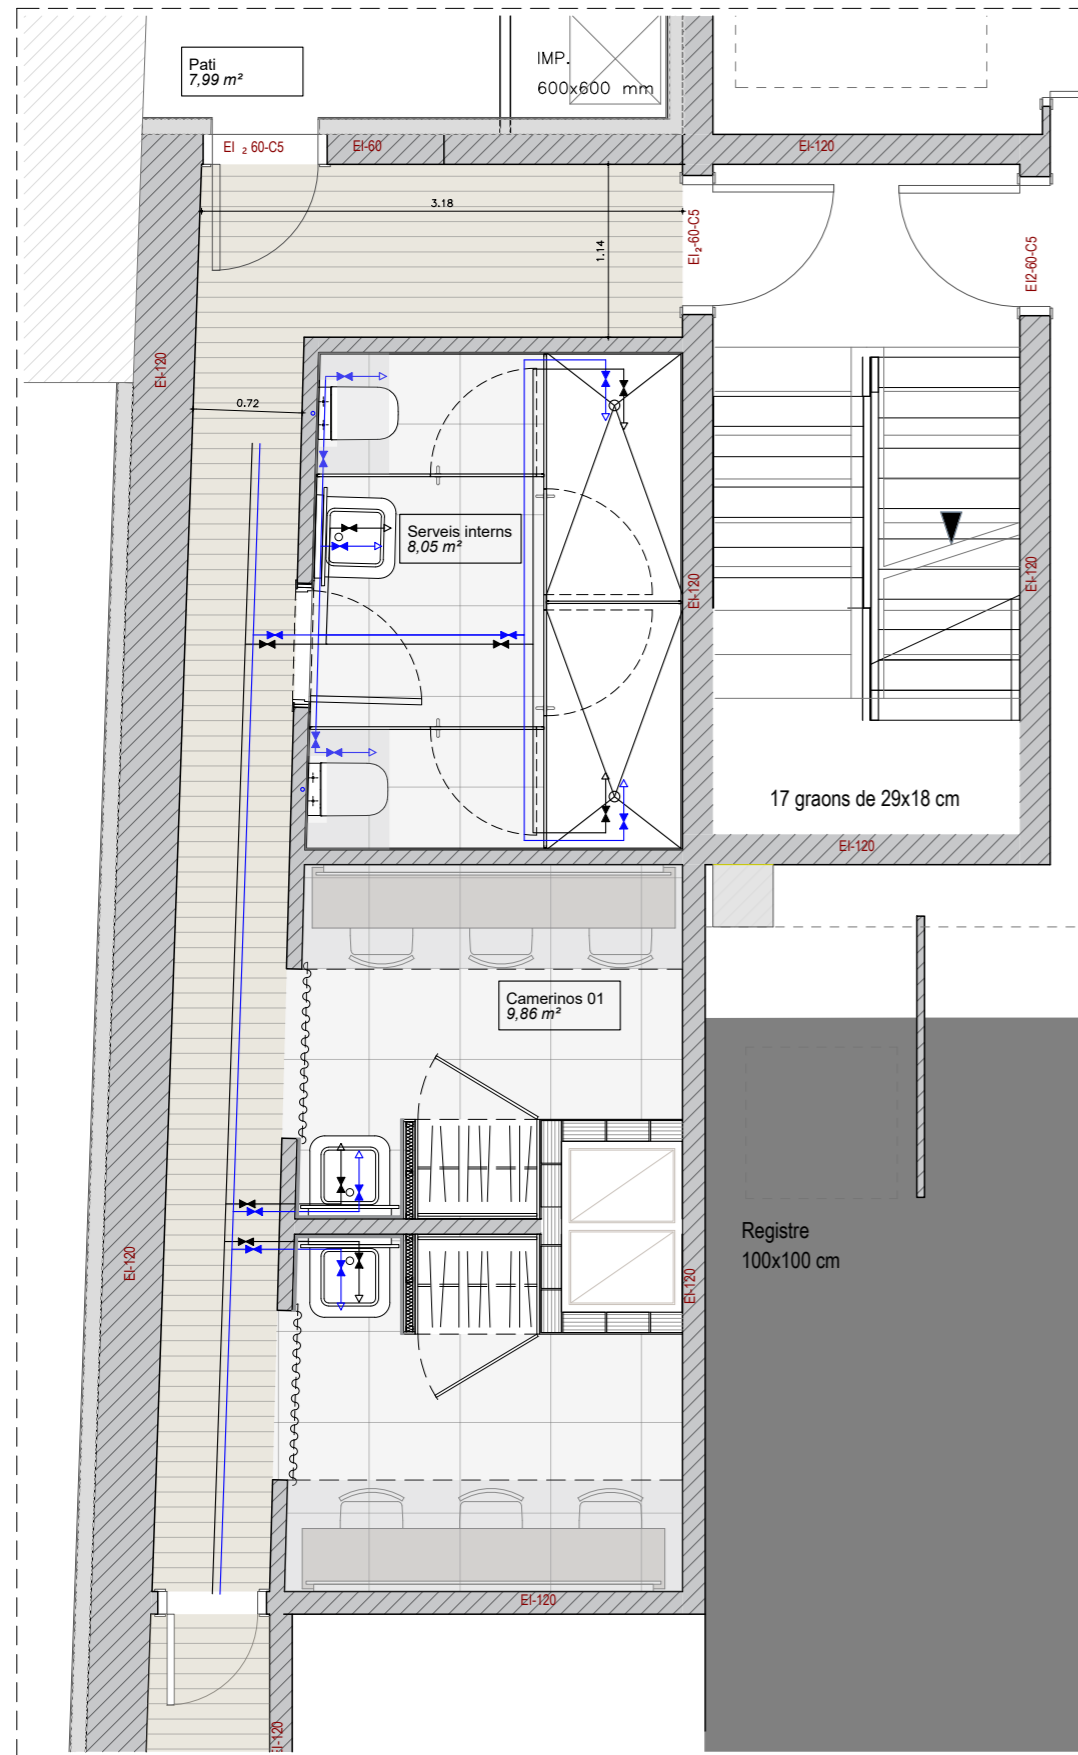 Pati
7,99 m²
IMP.
600x600 mm
EI 2 60-C5
EI-60
EI-120
3.18
1.14
EI2-60-C5
EI2-60-C5
EI-120
0.72
Serveis interns
8,05 m²
EI-120
EI-120
17 graons de 29x18 cm
EI-120
Camerinos 01
9,86 m²
Registre
100x100 cm
EI-120
EI-120
EI-120
EI-120